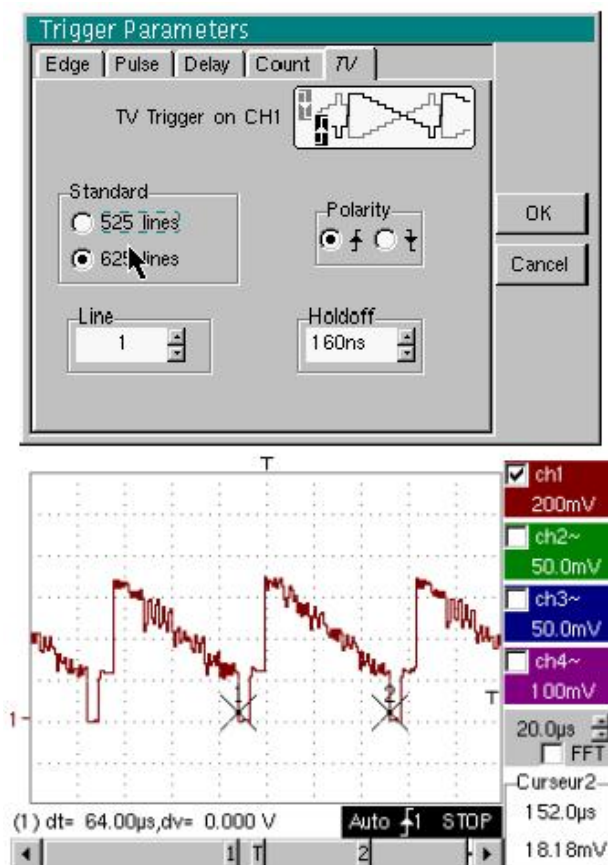 Trigger Parameters
Edge Pulse Delay Count TV
TV Trigger on CH1
Standard
525 lines
625 lines
Polarity
OK
Cancel
Line
1
Holdoff
160ns
T
ch1
200mV
ch2~
50.0mV
ch3~
50.0mV
ch4~
100mV
1
2
T
1-
20.0µs
FFT
Curseur2
152.0µs
18.18mV
(1) dt= 64.00µs,dv= 0.000 V
Auto 1 STOP
1 T 2